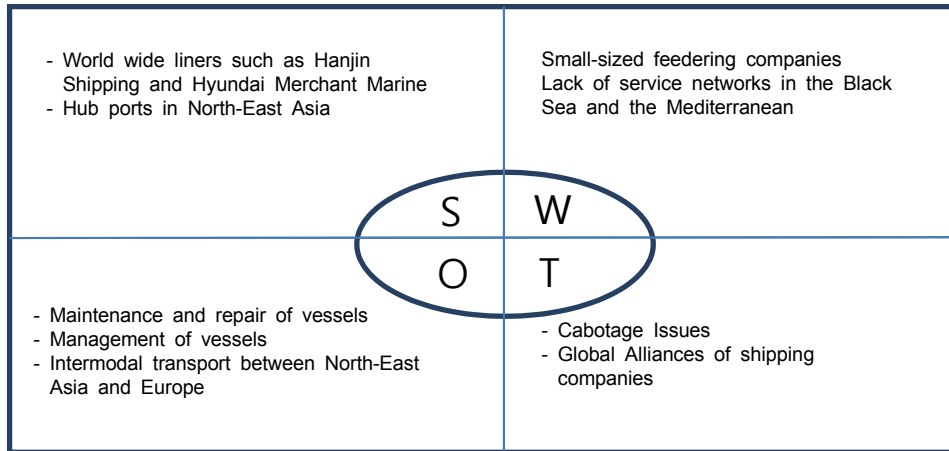 - World wide liners such as Hanjin
Shipping and Hyundai Merchant Marine
- Hub ports in North-East Asia
Small-sized feedering companies
Lack of service networks in the Black
Sea and the Mediterranean
S
W
O
T
- Maintenance and repair of vessels
- Management of vessels
- Intermodal transport between North-East
Asia and Europe
- Cabotage Issues
- Global Alliances of shipping
companies